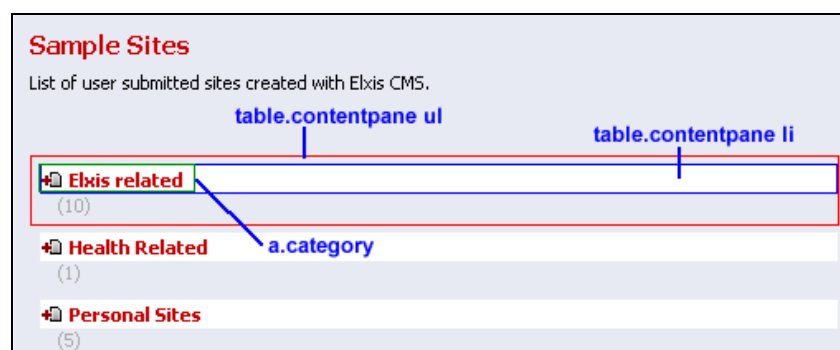 Sample Sites
List of user submitted sites created with Elxis CMS.
table.contentpane ul
table.contentpane li
Elxis related
(10)
a.category
Health Related
(1)
Personal Sites
(5)